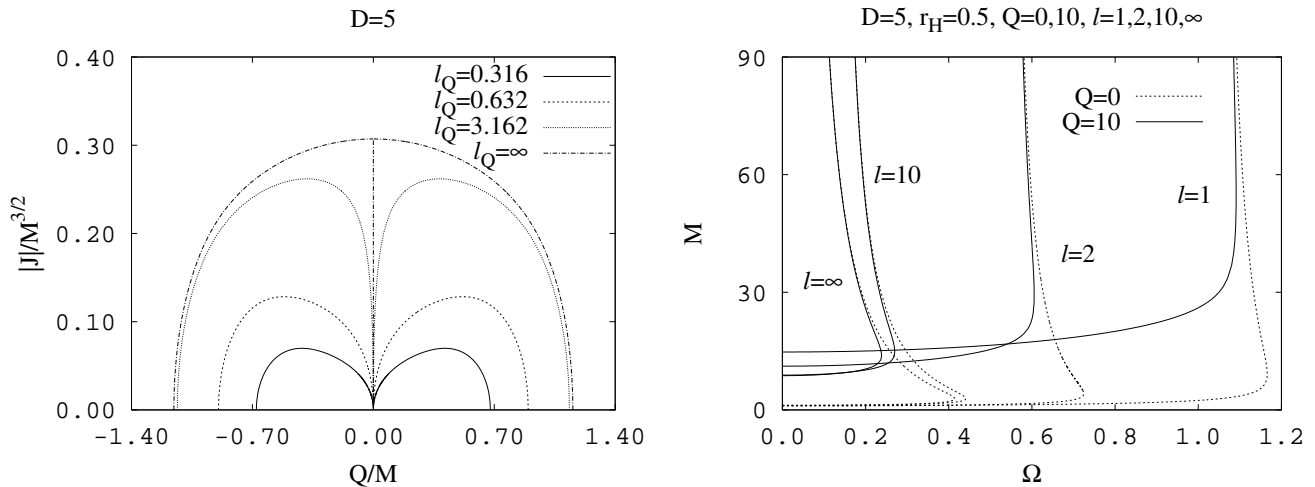 D=5
|J|/M^{3/2}
0.40
0.30
0.20
0.10
0.00
l_Q=0.316
l_Q=0.632
l_Q=3.162
l_Q=∞
-1.40
-0.70
0.00
0.70
1.40
Q/M
D=5, r_H=0.5, Q=0,10, l=1,2,10,∞
M
90
60
30
0
Q=0
Q=10
l=10
l=1
l=2
l=∞
0.0
0.2
0.4
0.6
0.8
1.0
1.2
Ω